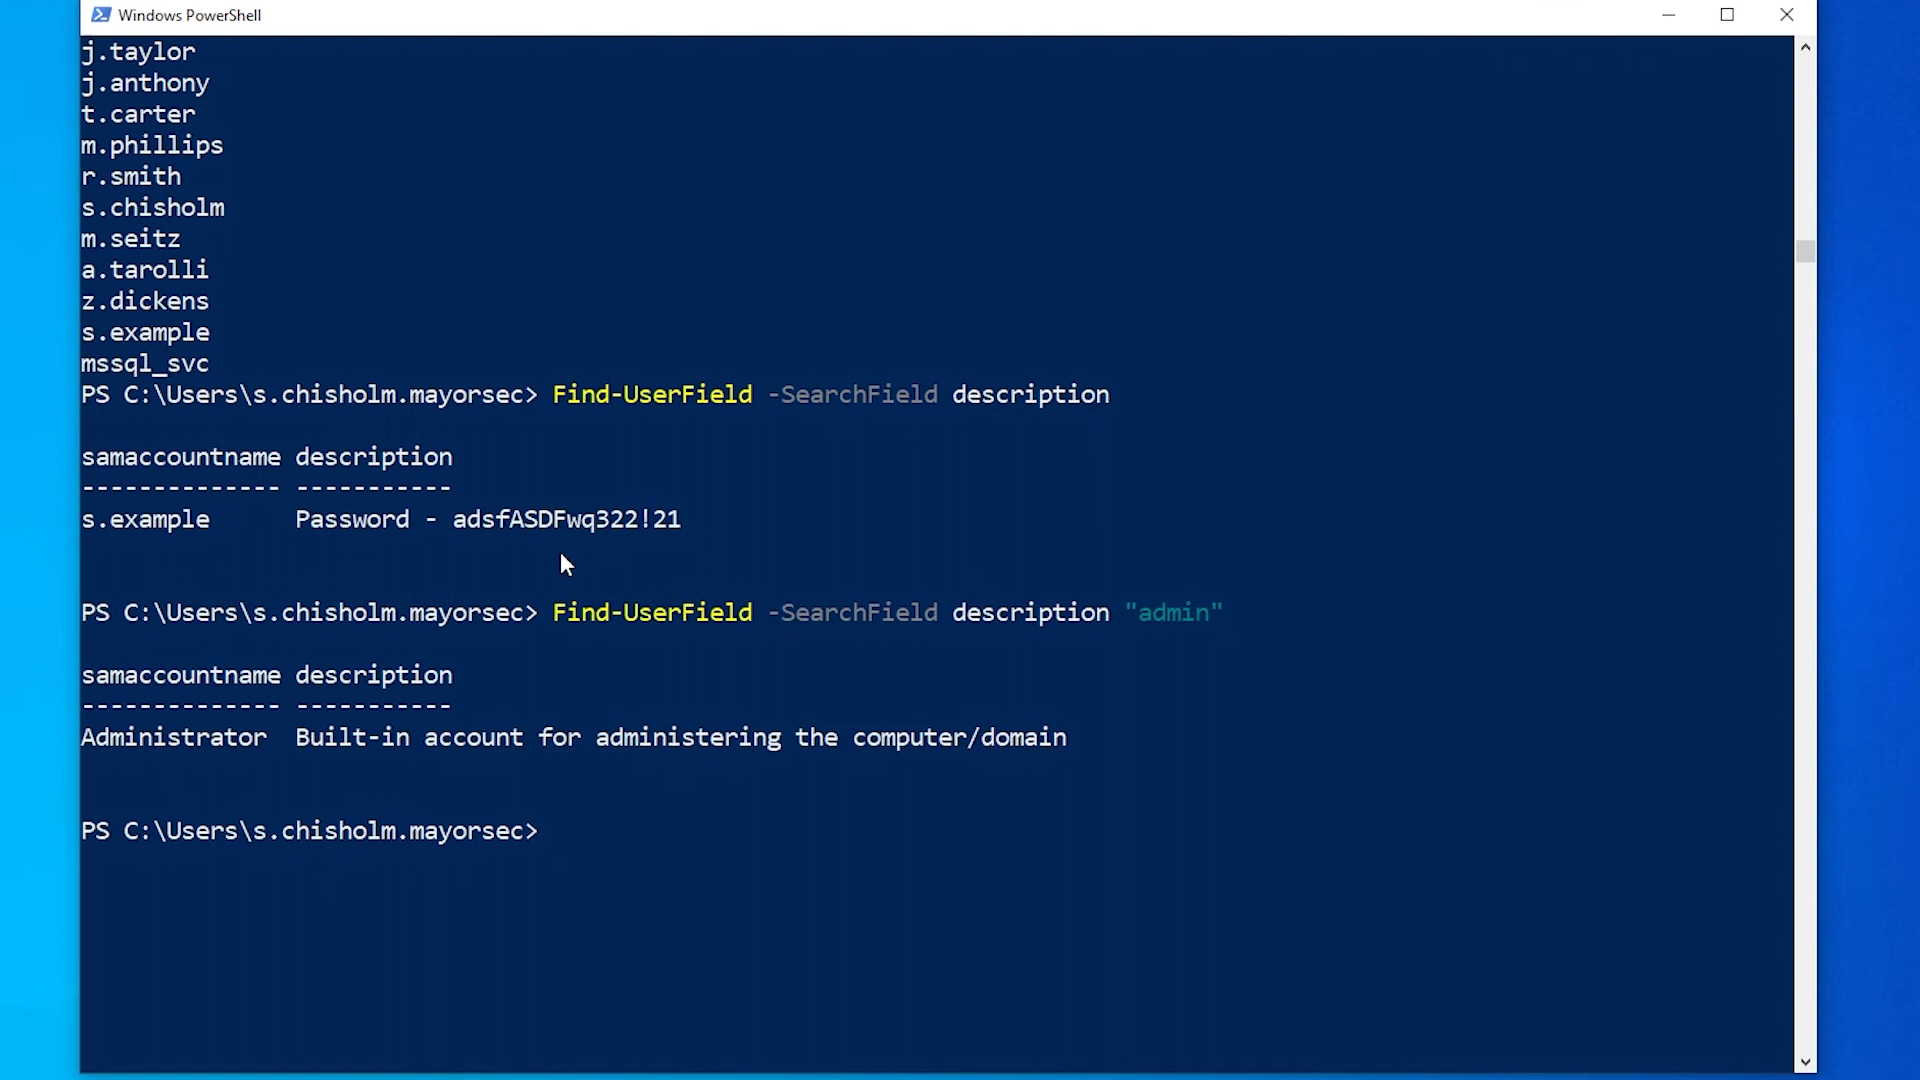 Windows PowerShell
j.taylor
j.anthony
t.carter
m.phillips
r.smith
s.chisholm
m.seitz
a.tarolli
z.dickens
s.example
mssql_svc
PS C:\Users\s.chisholm.mayorsec> Find-UserField -SearchField description
samaccountname description
-------------- -----------
s.example      Password - adsfASDFwq322!21
PS C:\Users\s.chisholm.mayorsec> Find-UserField -SearchField description "admin"
samaccountname description
-------------- -----------
Administrator  Built-in account for administering the computer/domain
PS C:\Users\s.chisholm.mayorsec>